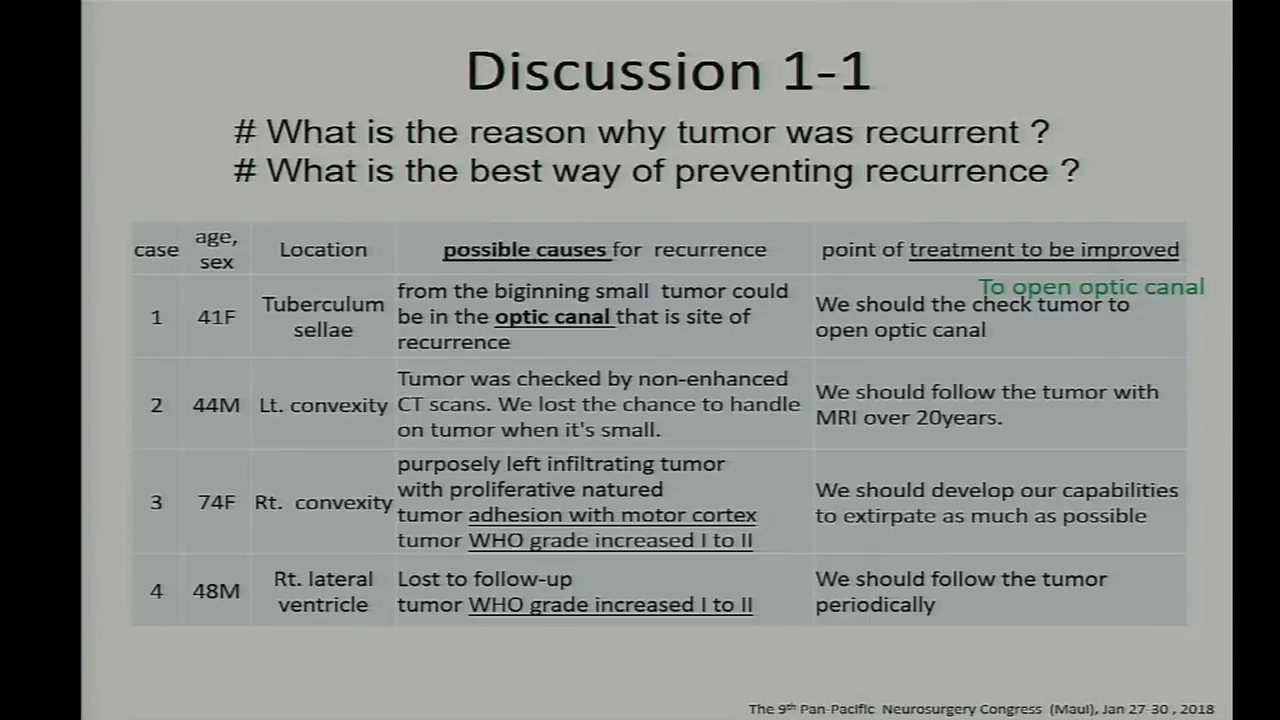 Discussion 1-1
# What is the reason why tumor was recurrent ?
# What is the best way of preventing recurrence ?
case
age,
sex
Location
possible causes for recurrence
point of treatment to be improved
To open optic canal
1
41F
Tuberculum
sellae
from the biginning small tumor could
be in the optic canal that is site of
recurrence
We should the check tumor to
open optic canal
2
44M
Lt. convexity
Tumor was checked by non-enhanced
CT scans. We lost the chance to handle
on tumor when it's small.
We should follow the tumor with
MRI over 20years.
3
74F
Rt. convexity
purposely left infiltrating tumor
with proliferative natured
tumor adhesion with motor cortex
tumor WHO grade increased I to II
We should develop our capabilities
to extirpate as much as possible
4
48M
Rt. lateral
ventricle
Lost to follow-up
tumor WHO grade increased I to II
We should follow the tumor
periodically
The 9th Pan-Pacific Neurosurgery Congress (Maui), Jan 27-30 , 2018